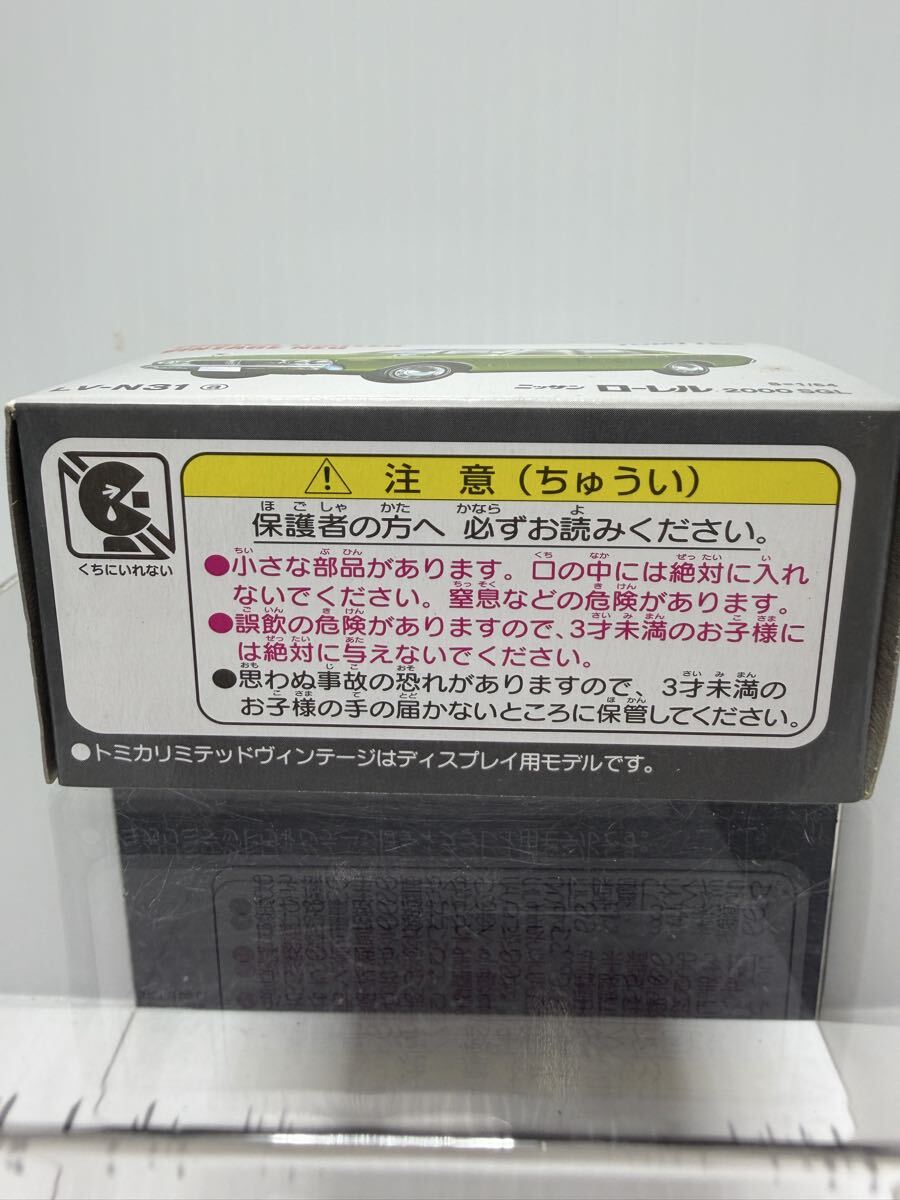 LV-N31 ⓐ
ニッサン ローレル 2000 SGL
S=1/64
くちにいれない
⚠ 注 意（ちゅうい）
保護者の方へ 必ずお読みください。
●小さな部品があります。口の中には絶対に入れ
ないでください。窒息などの危険があります。
●誤飲の危険がありますので、3才未満のお子様に
は絶対に与えないでください。
●思わぬ事故の恐れがありますので、3才未満の
お子様の手の届かないところに保管してください。
●トミカリミテッドヴィンテージはディスプレイ用モデルです。